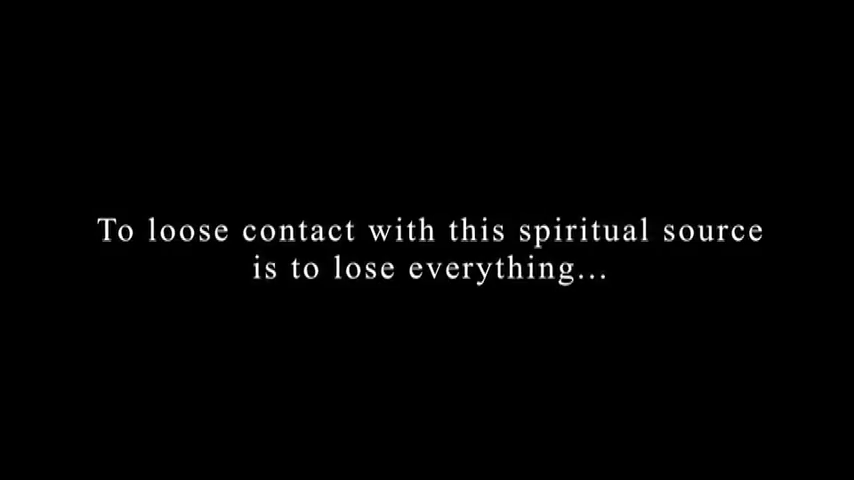 To loose contact with this spiritual source
is to lose everything...